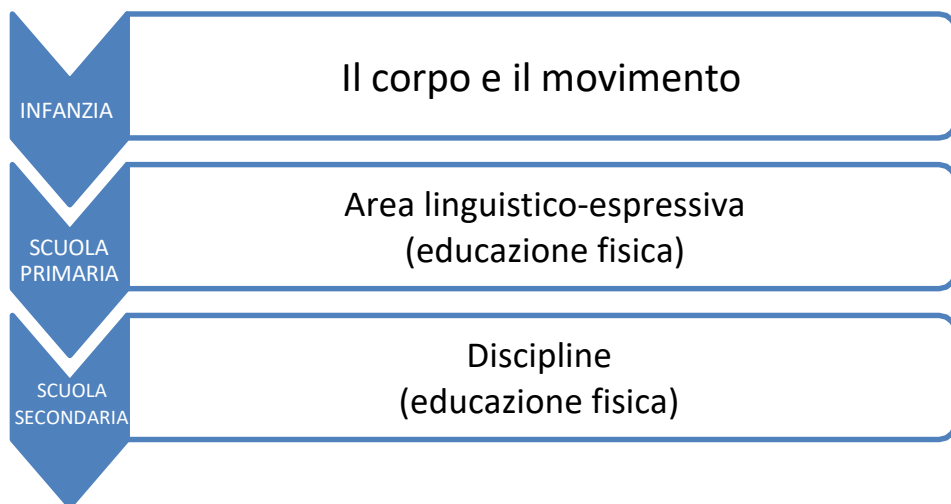 INFANZIA
Il corpo e il movimento
SCUOLA
PRIMARIA
Area linguistico-espressiva
(educazione fisica)
SCUOLA
SECONDARIA
Discipline
(educazione fisica)